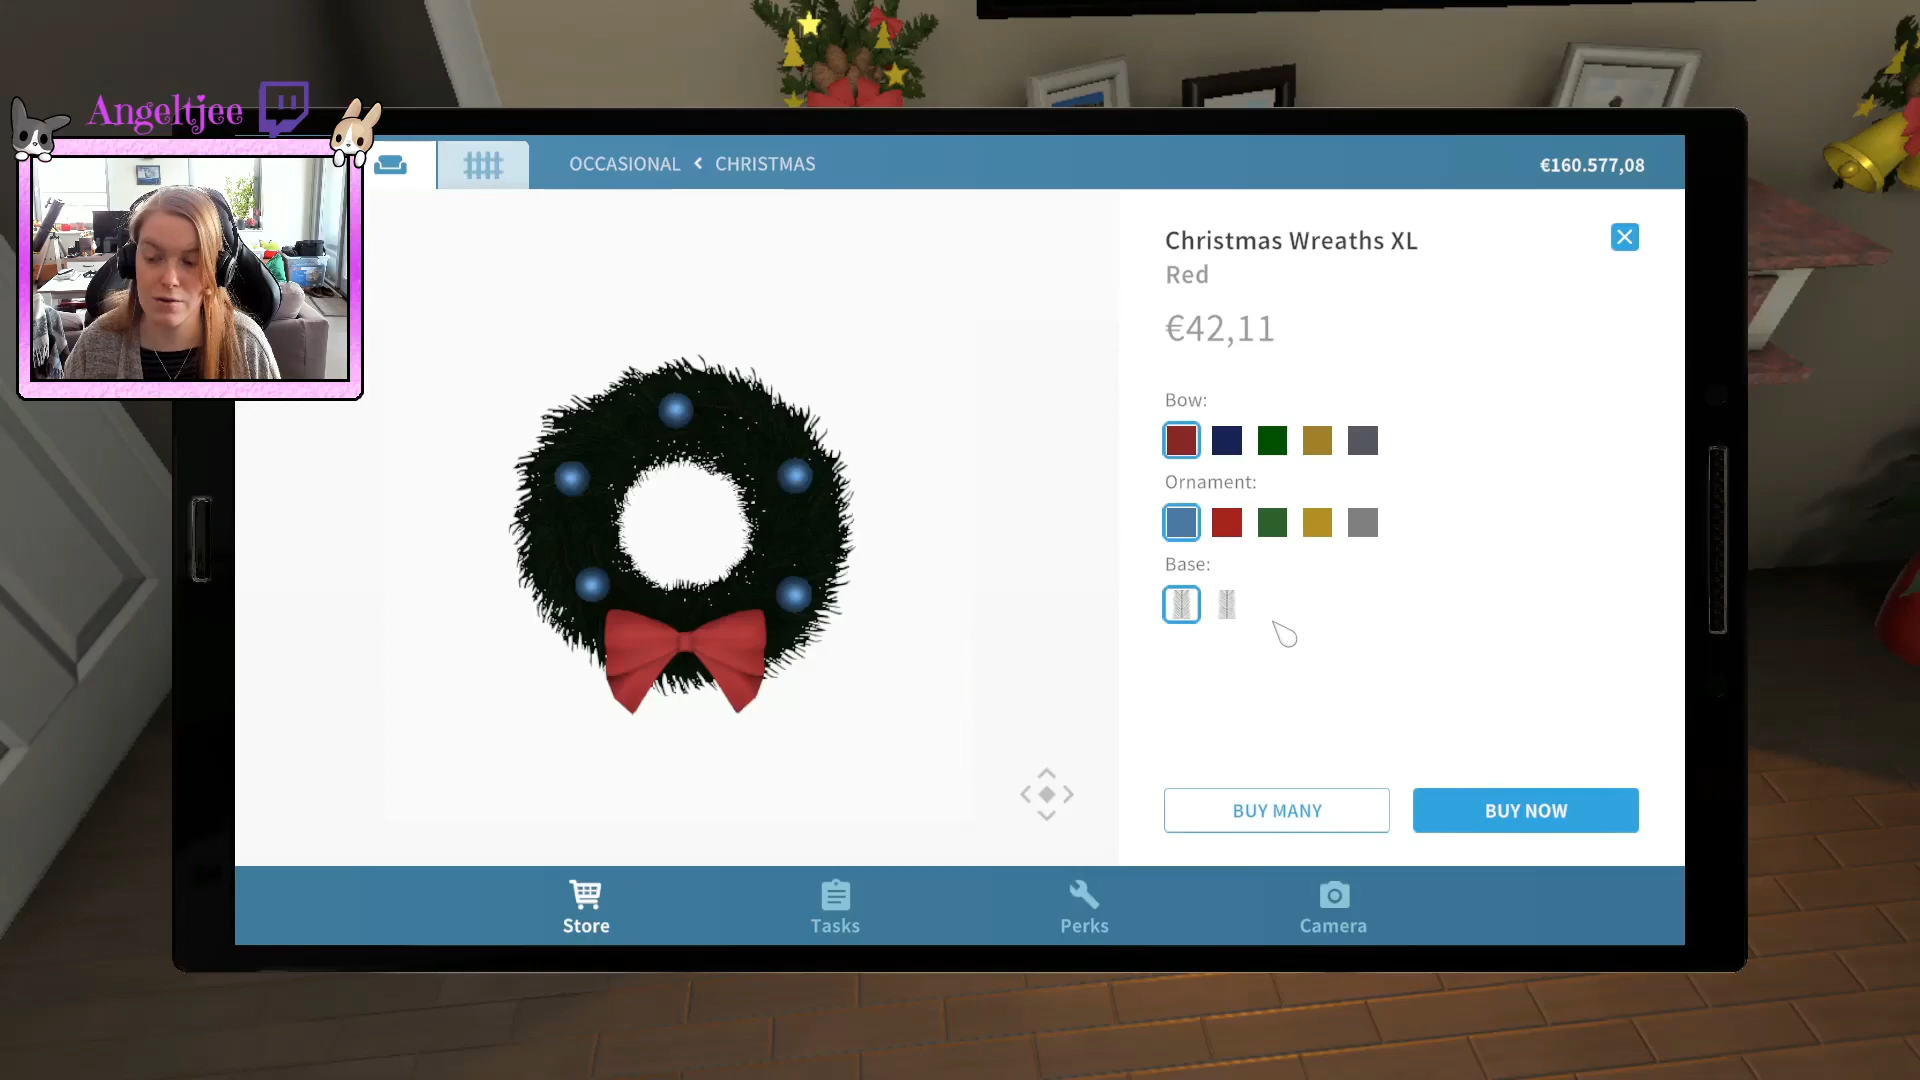 Angeltjee
OCCASIONAL < CHRISTMAS
€160.577,08
Christmas Wreaths XL
Red
€42,11
Bow:
Ornament:
Base:
BUY MANY
BUY NOW
Store
Tasks
Perks
Camera